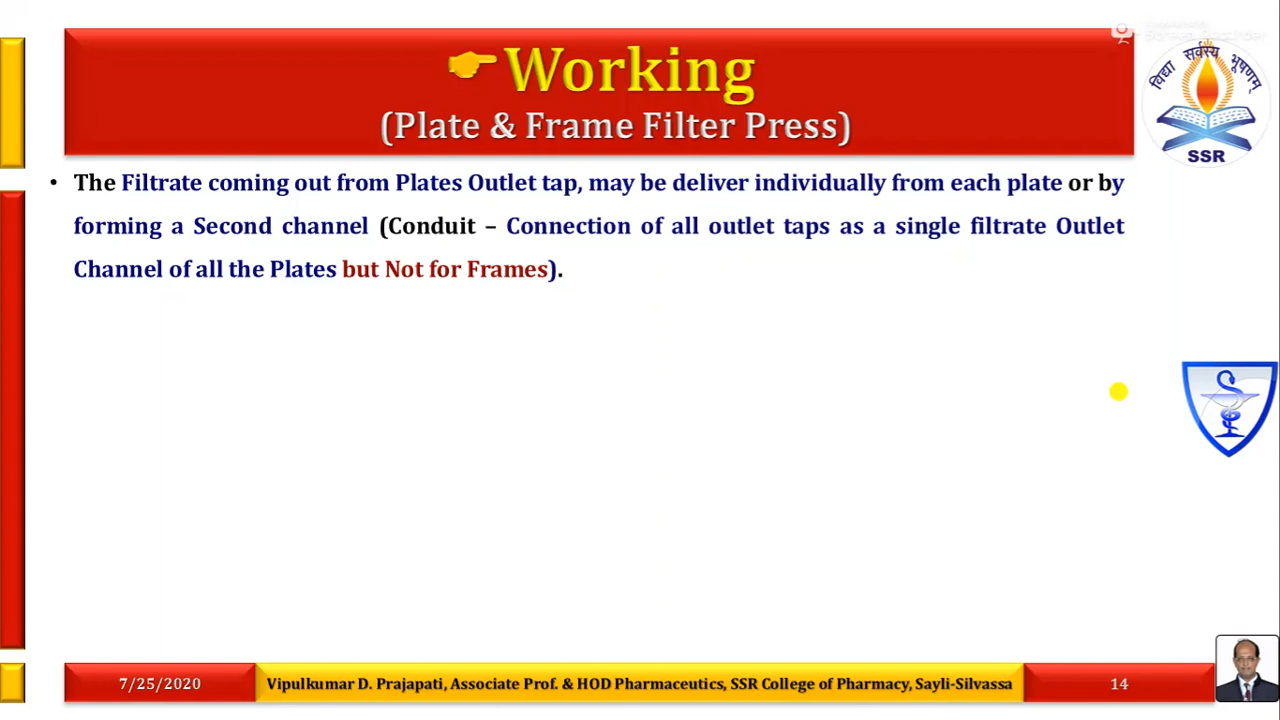 Working
(Plate & Frame Filter Press)
विद्या सर्वस्य भूषणम्
SSR
• The Filtrate coming out from Plates Outlet tap, may be deliver individually from each plate or by
forming a Second channel (Conduit – Connection of all outlet taps as a single filtrate Outlet
Channel of all the Plates but Not for Frames).
7/25/2020
Vipulkumar D. Prajapati, Associate Prof. & HOD Pharmaceutics, SSR College of Pharmacy, Sayli-Silvassa
14